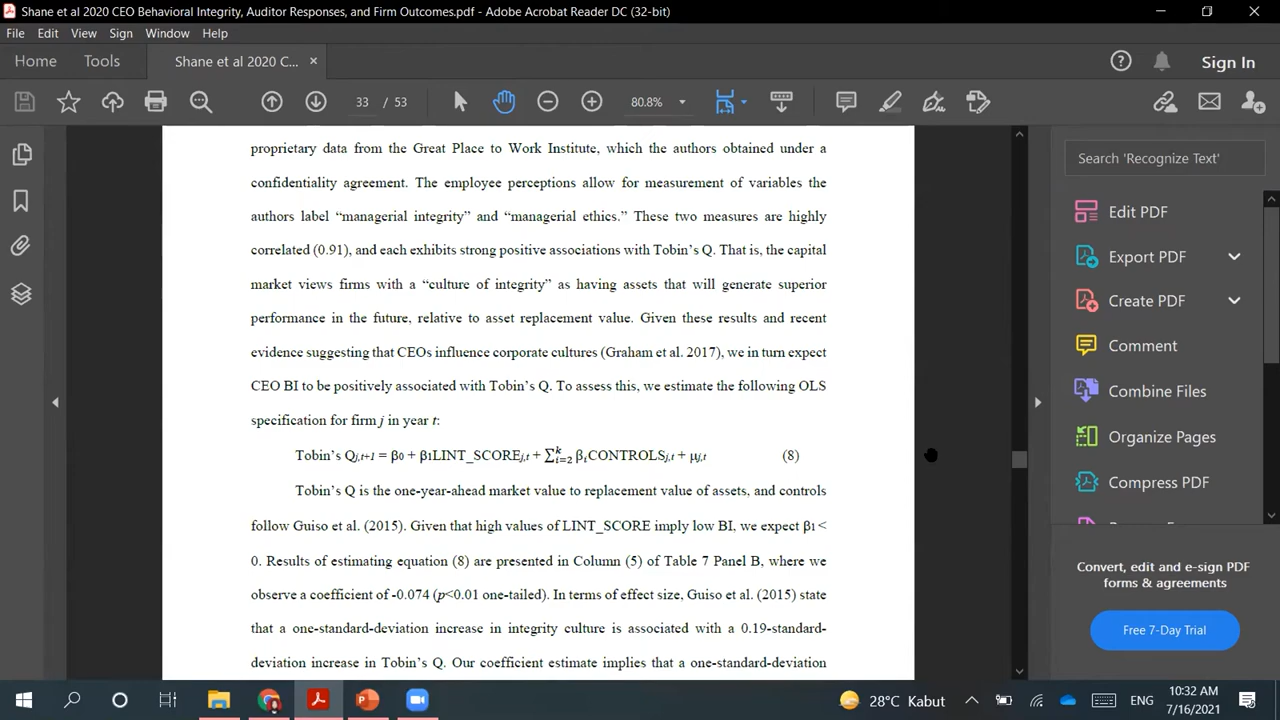 Shane et al 2020 CEO Behavioral Integrity, Auditor Responses, and Firm Outcomes.pdf - Adobe Acrobat Reader DC (32-bit)
File Edit View Sign Window Help
Home Tools Shane et al 2020 C... × Sign In
33 / 53 80.8%
proprietary data from the Great Place to Work Institute, which the authors obtained under a
confidentiality agreement. The employee perceptions allow for measurement of variables the
authors label “managerial integrity” and “managerial ethics.” These two measures are highly
correlated (0.91), and each exhibits strong positive associations with Tobin’s Q. That is, the capital
market views firms with a “culture of integrity” as having assets that will generate superior
performance in the future, relative to asset replacement value. Given these results and recent
evidence suggesting that CEOs influence corporate cultures (Graham et al. 2017), we in turn expect
CEO BI to be positively associated with Tobin’s Q. To assess this, we estimate the following OLS
specification for firm j in year t:
Tobin’s Qj,t+1 = β0 + β1LINT_SCOREj,t + ∑ᵏᵢ₌₂ βiCONTROLSj,t + μj,t (8)
Tobin’s Q is the one-year-ahead market value to replacement value of assets, and controls
follow Guiso et al. (2015). Given that high values of LINT_SCORE imply low BI, we expect β1 <
0. Results of estimating equation (8) are presented in Column (5) of Table 7 Panel B, where we
observe a coefficient of -0.074 (p<0.01 one-tailed). In terms of effect size, Guiso et al. (2015) state
that a one-standard-deviation increase in integrity culture is associated with a 0.19-standard-
deviation increase in Tobin’s Q. Our coefficient estimate implies that a one-standard-deviation
Search 'Recognize Text'
Edit PDF
Export PDF
Create PDF
Comment
Combine Files
Organize Pages
Compress PDF
Convert, edit and e-sign PDF
forms & agreements
Free 7-Day Trial
28°C Kabut ENG
10:32 AM
7/16/2021